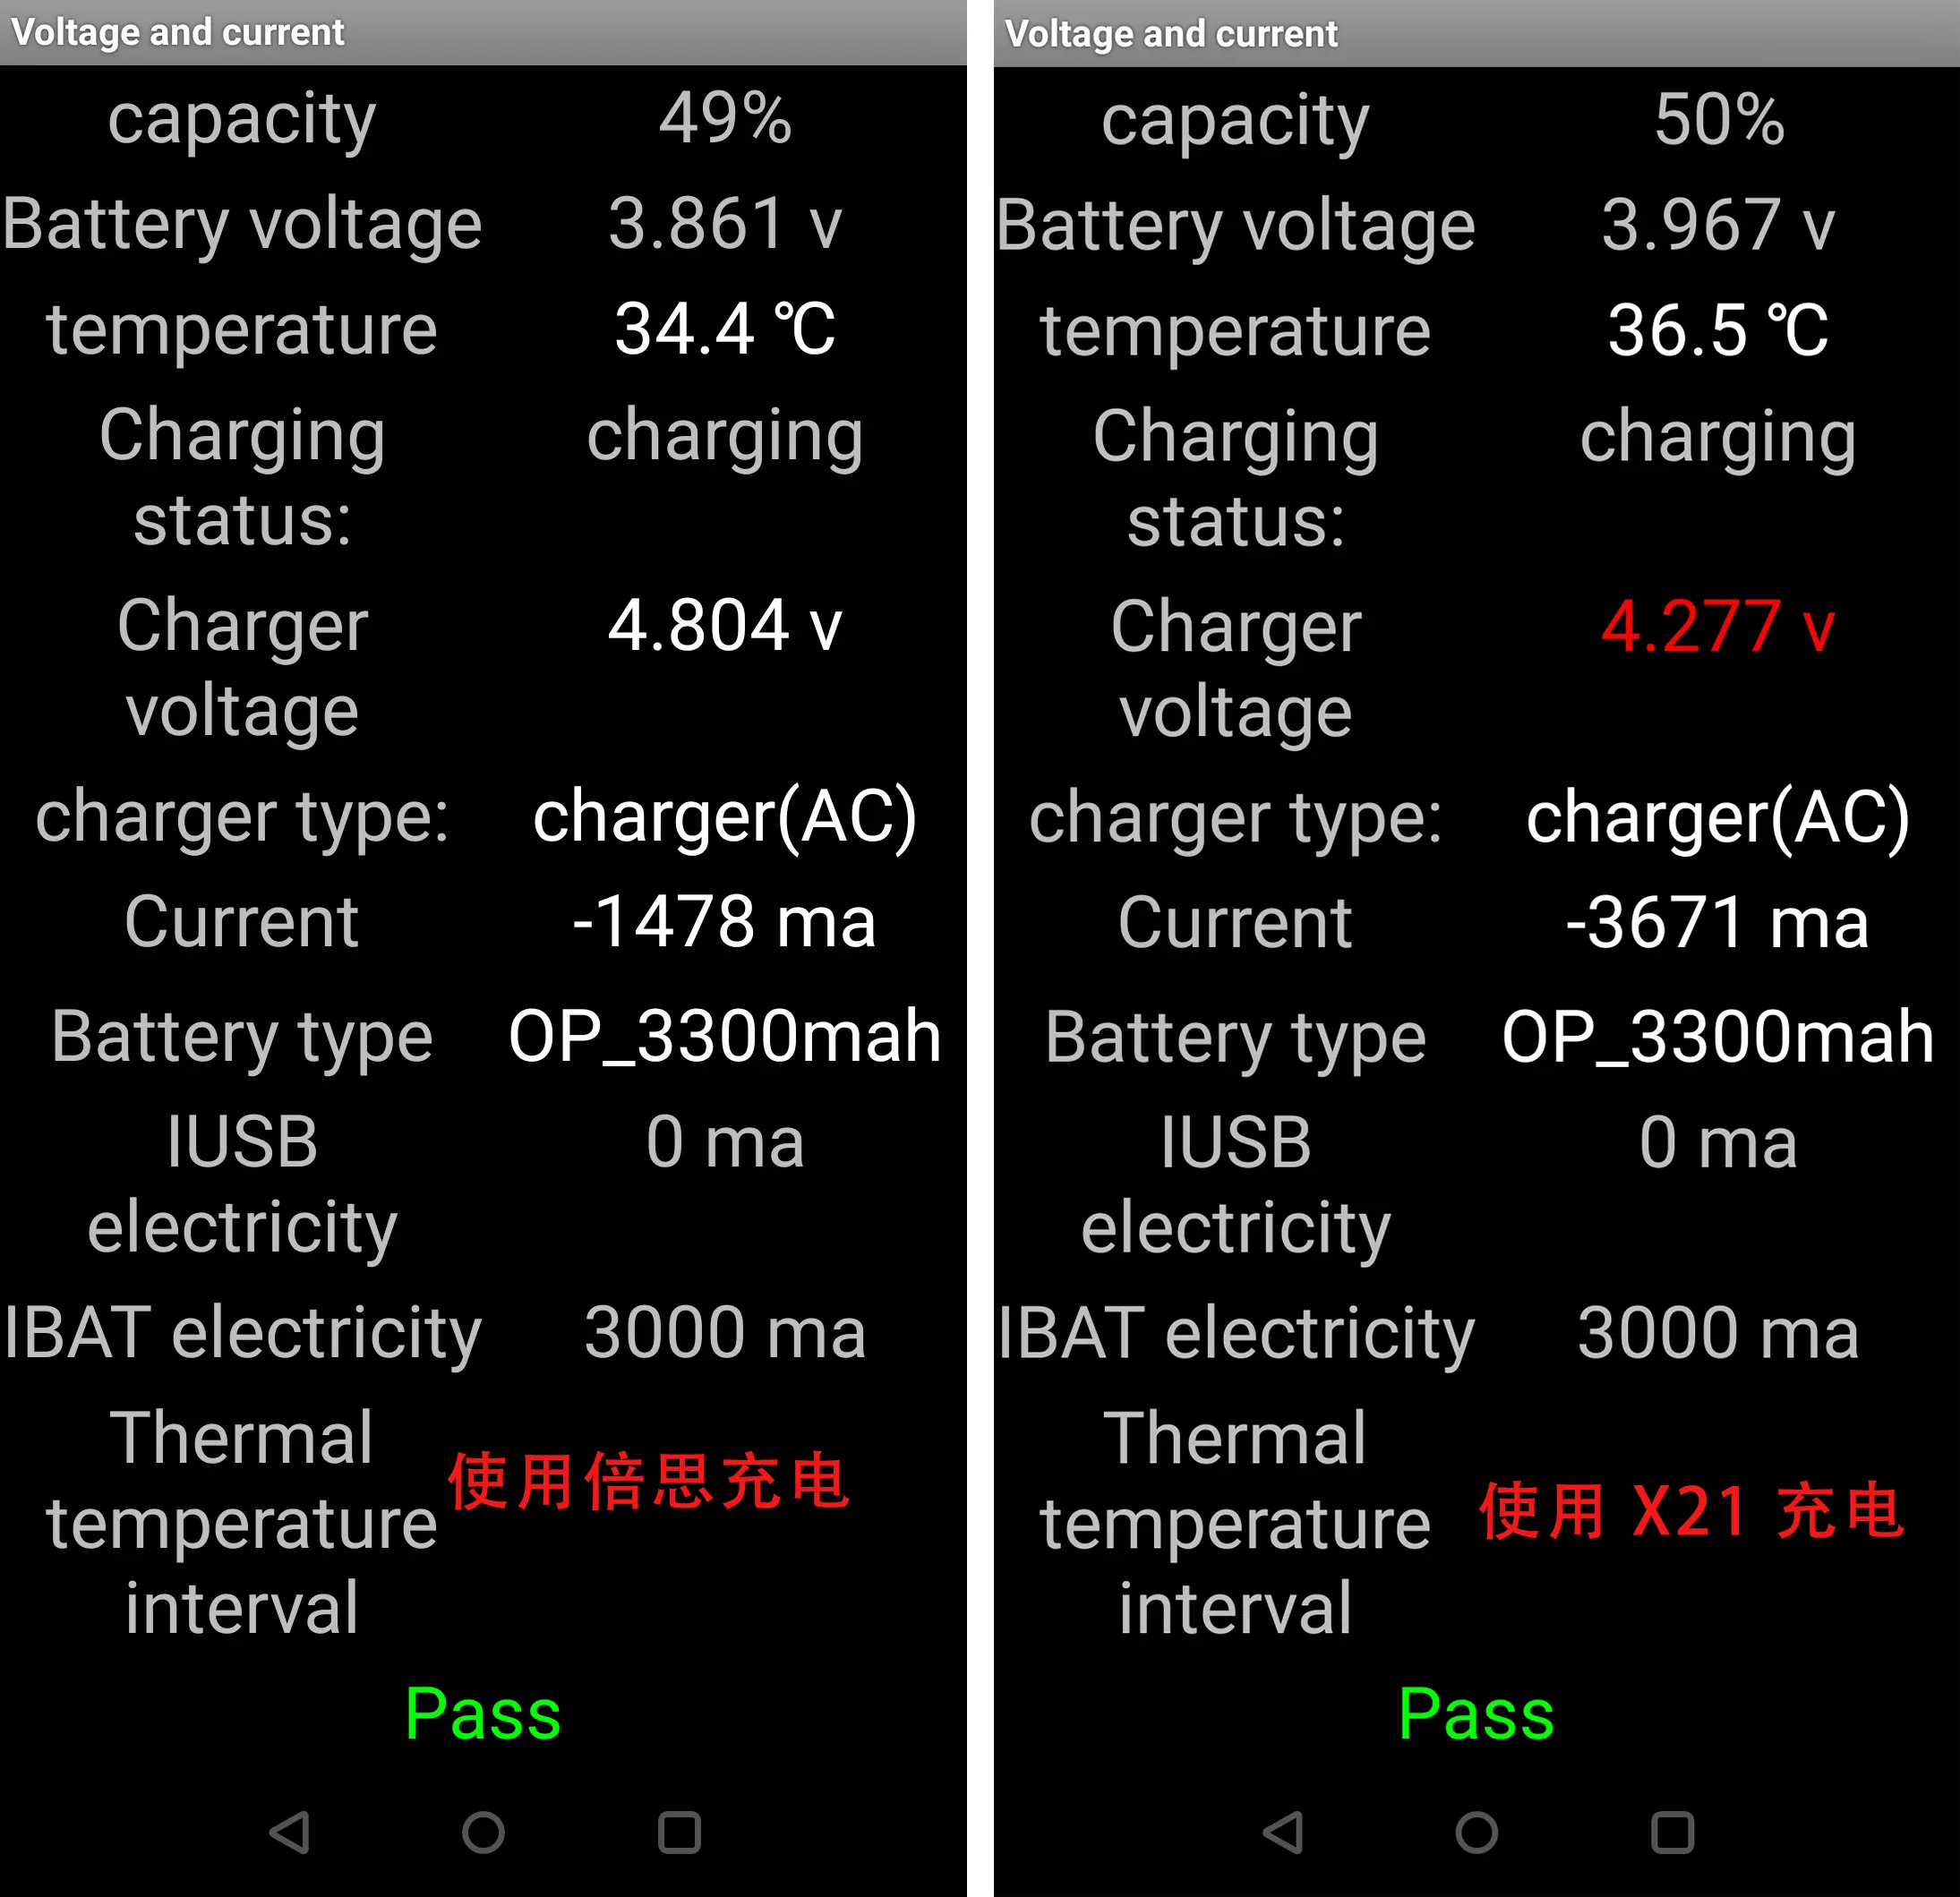 Voltage and current
capacity 49%
Battery voltage 3.861 v
temperature 34.4 ℃
Charging charging
status:
Charger 4.804 v
voltage
charger type: charger(AC)
Current -1478 ma
Battery type OP_3300mah
IUSB 0 ma
electricity
IBAT electricity 3000 ma
Thermal
使用倍思充电
temperature
interval
Pass
Voltage and current
capacity 50%
Battery voltage 3.967 v
temperature 36.5 ℃
Charging charging
status:
Charger 4.277 v
voltage
charger type: charger(AC)
Current -3671 ma
Battery type OP_3300mah
IUSB 0 ma
electricity
IBAT electricity 3000 ma
Thermal
temperature 使用 X21 充电
interval
Pass